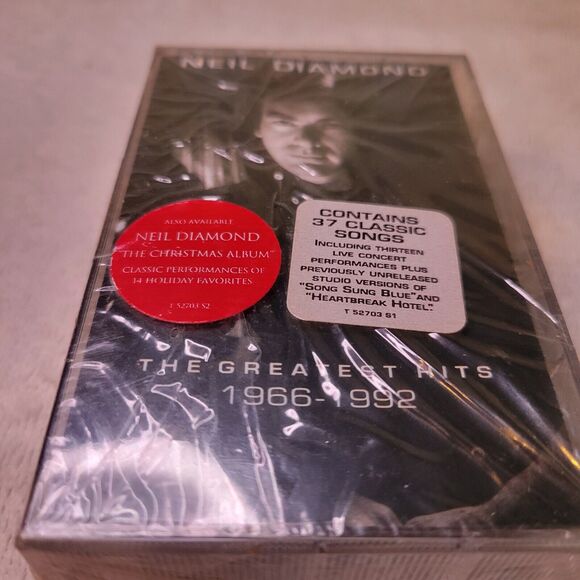 NEIL DIAMOND
ALSO AVAILABLE
NEIL DIAMOND
"THE CHRISTMAS ALBUM"
CLASSIC PERFORMANCES OF
14 HOLIDAY FAVORITES
T 52703 S2
CONTAINS
37 CLASSIC
SONGS
INCLUDING THIRTEEN
LIVE CONCERT
PERFORMANCES PLUS
PREVIOUSLY UNRELEASED
STUDIO VERSIONS OF
"SONG SUNG BLUE" AND
"HEARTBREAK HOTEL."
T 52703 S1
THE GREATEST HITS
1966-1992